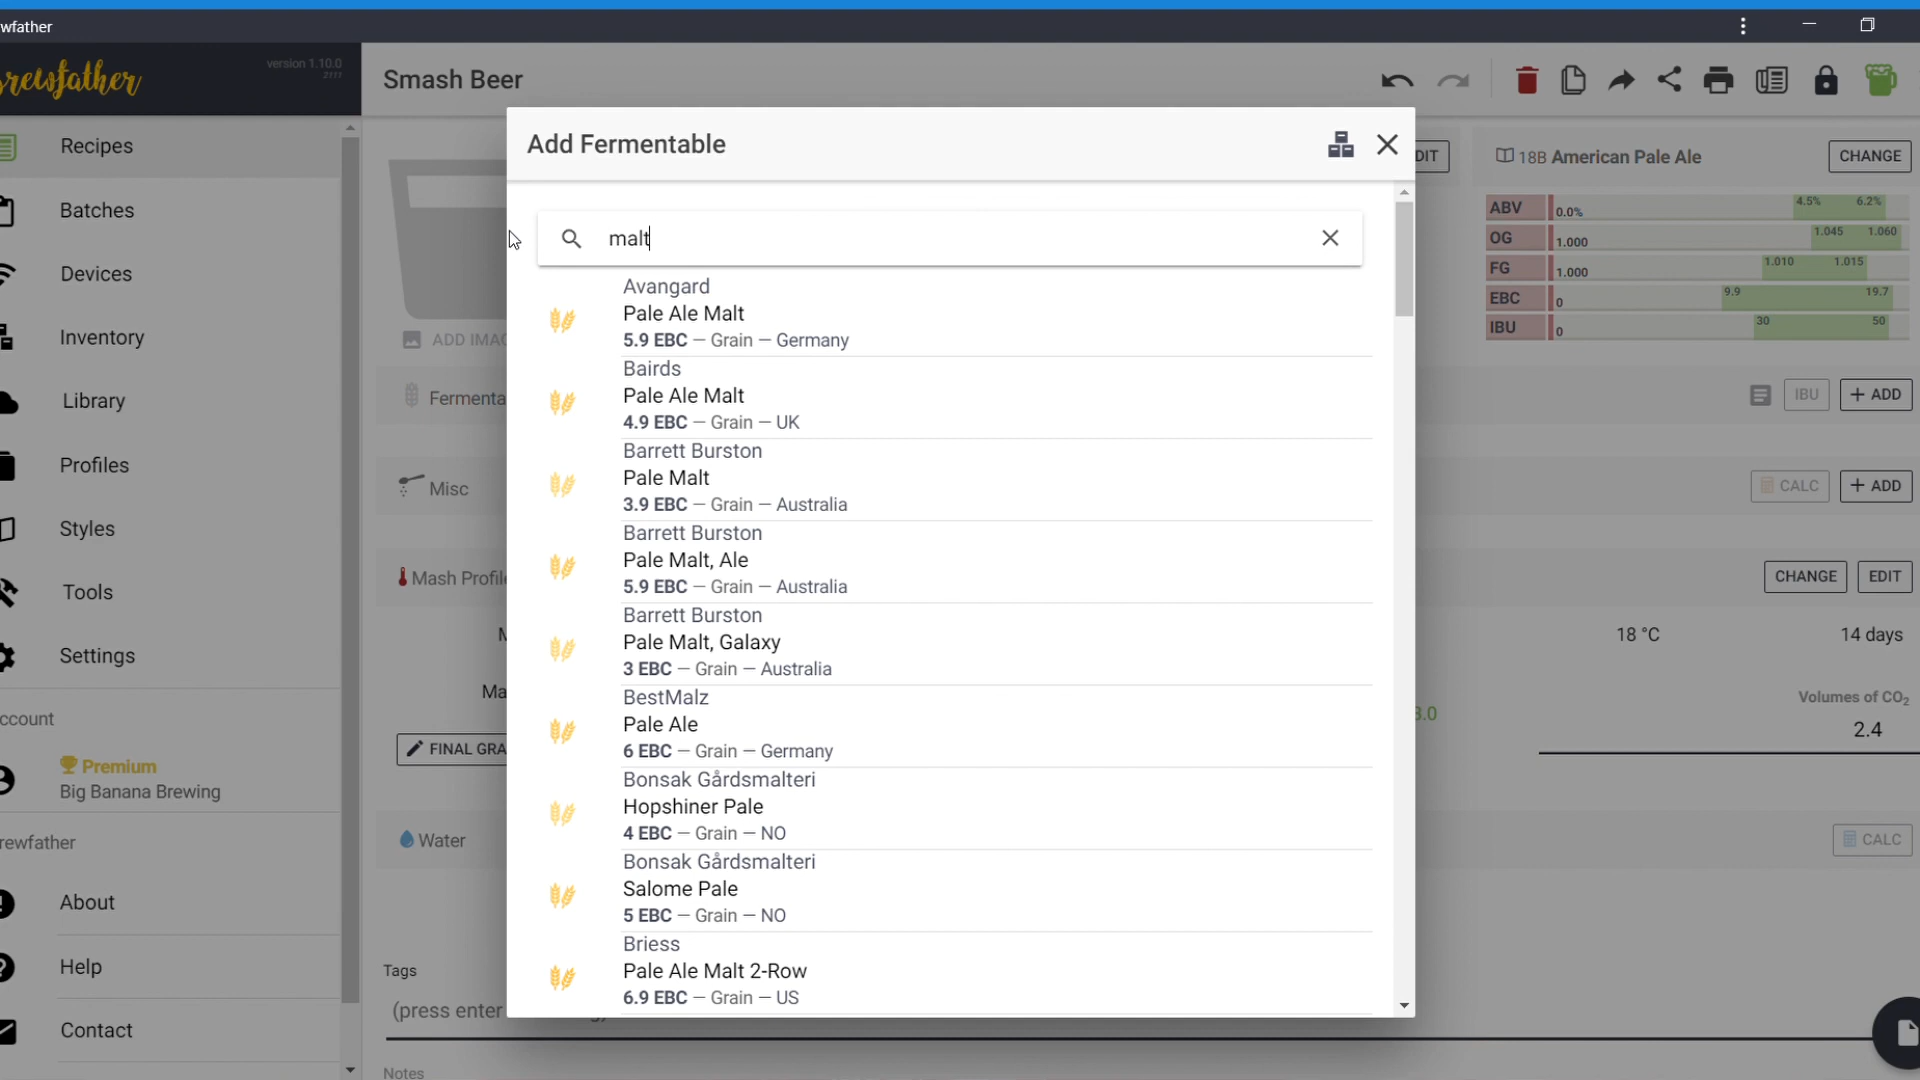 wfather
brewfather
version 1.10.0
Smash Beer
Recipes
Batches
Devices
Inventory
Library
Profiles
Styles
Tools
Settings
ccount
Premium
Big Banana Brewing
rewfather
About
Help
Contact
Add Fermentable
malt
Avangard
Pale Ale Malt
5.9 EBC — Grain — Germany
Bairds
Pale Ale Malt
4.9 EBC — Grain — UK
Barrett Burston
Pale Malt
3.9 EBC — Grain — Australia
Barrett Burston
Pale Malt, Ale
5.9 EBC — Grain — Australia
Barrett Burston
Pale Malt, Galaxy
3 EBC — Grain — Australia
BestMalz
Pale Ale
6 EBC — Grain — Germany
Bonsak Gårdsmalteri
Hopshiner Pale
4 EBC — Grain — NO
Bonsak Gårdsmalteri
Salome Pale
5 EBC — Grain — NO
Briess
Pale Ale Malt 2-Row
6.9 EBC — Grain — US
ADD IMAG
Fermenta
Misc
Mash Profile
M
Ma
FINAL GRA
Water
Tags
(press enter
Notes
DIT
18B American Pale Ale
CHANGE
ABV 0.0% 4.5% 6.2%
OG 1.000 1.045 1.060
FG 1.000 1.010 1.015
EBC 0 9.9 19.7
IBU 0 30 50
IBU
+ ADD
CALC
+ ADD
CHANGE
EDIT
18 °C
14 days
Volumes of CO₂
3.0
2.4
CALC